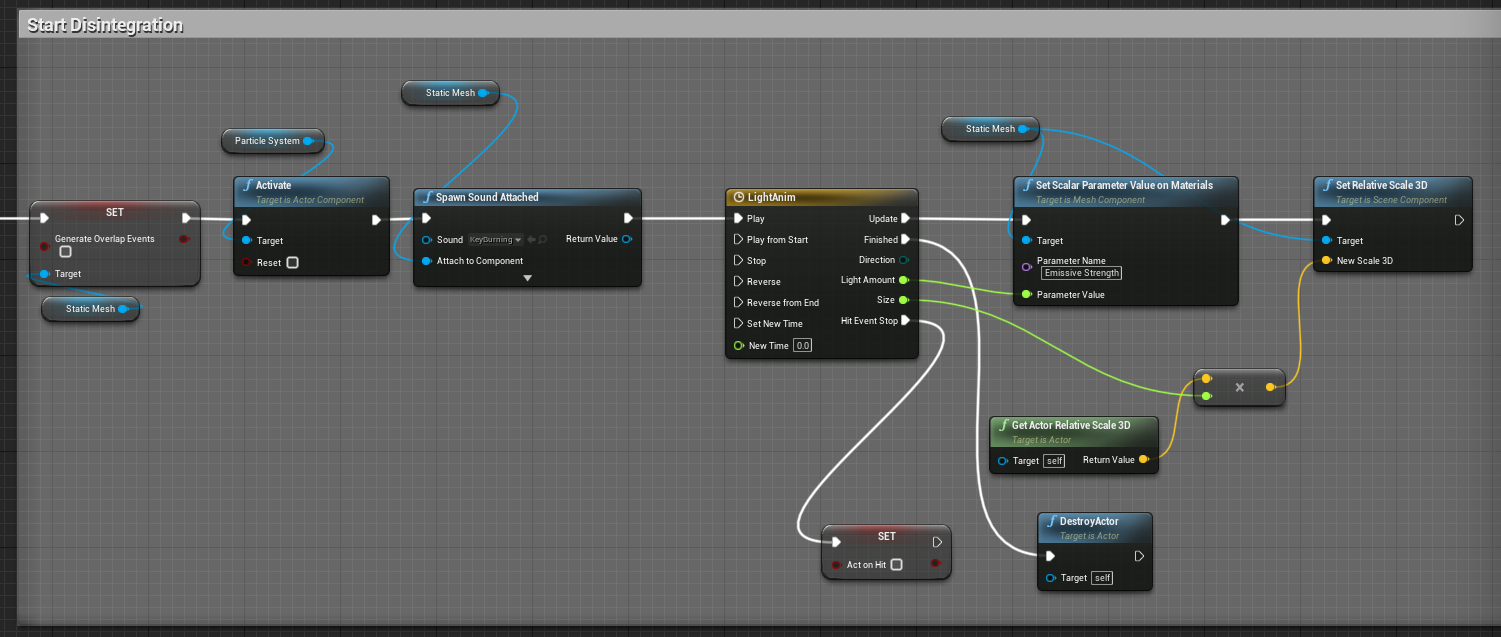 Start Disintegration
Static Mesh
Static Mesh
Particle System
Activate
Target is Actor Component
Target
Reset
Spawn Sound Attached
Sound KeyBurning Return Value
Attach to Component
SET
Generate Overlap Events
Target
Static Mesh
LightAnim
Play Update
Play from Start Finished
Stop Direction
Reverse Light Amount
Reverse from End Size
Set New Time Hit Event Stop
New Time 0.0
Set Scalar Parameter Value on Materials
Target is Mesh Component
Target
Parameter Name
Emissive Strength
Parameter Value
Set Relative Scale 3D
Target is Scene Component
Target
New Scale 3D
×
Get Actor Relative Scale 3D
Target is Actor
Target self Return Value
SET
Act on Hit
DestroyActor
Target is Actor
Target self